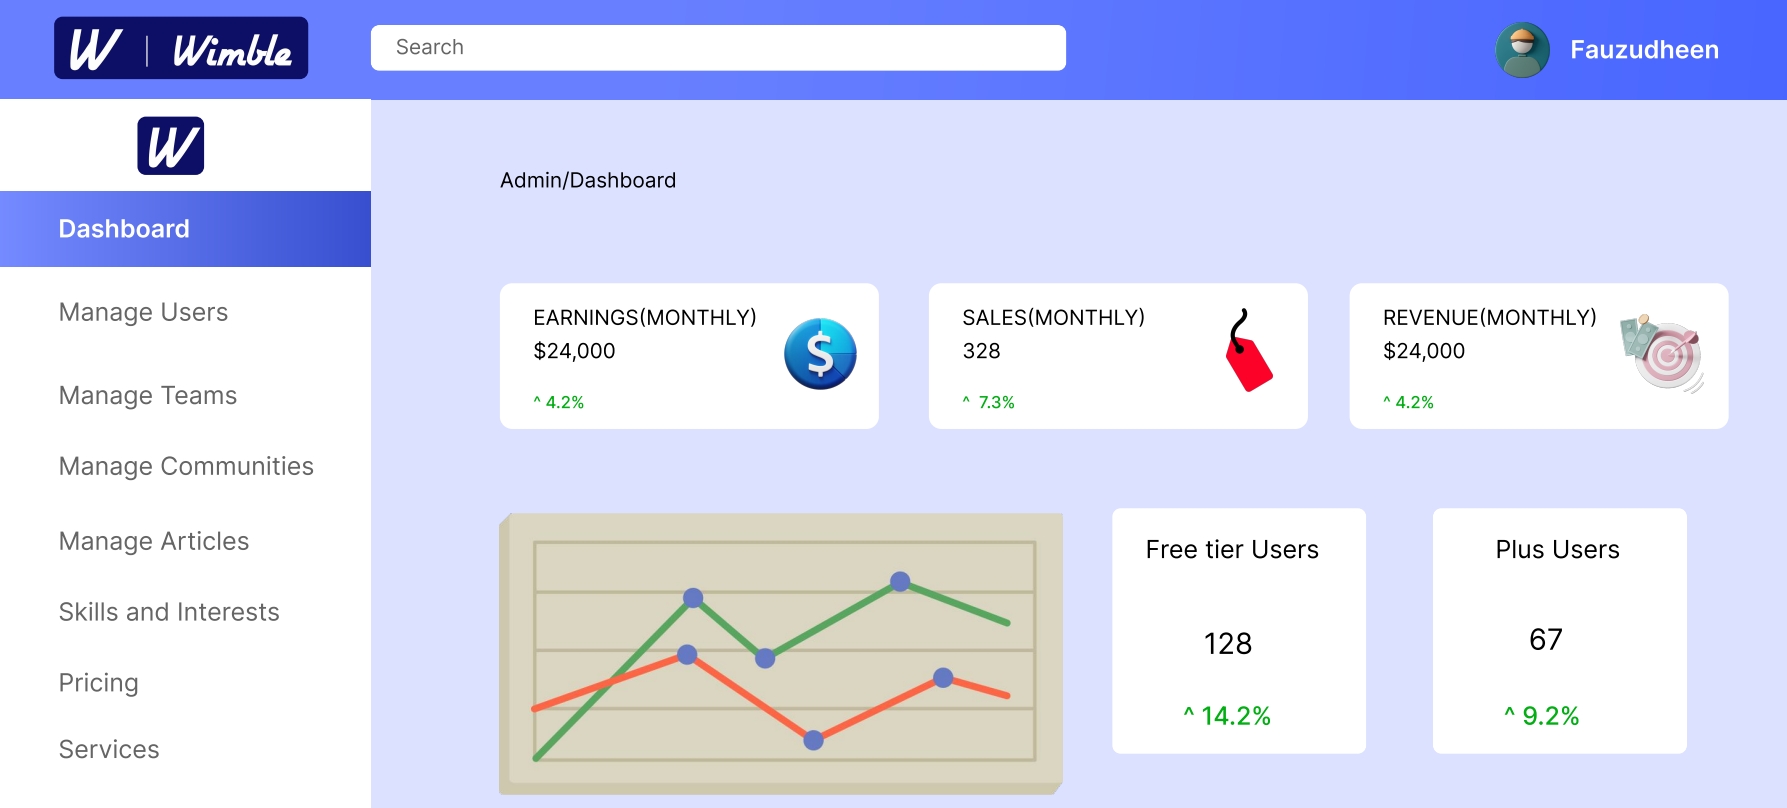 W | Wimble
Search
Fauzudheen
W
Dashboard
Manage Users
Manage Teams
Manage Communities
Manage Articles
Skills and Interests
Pricing
Services
Admin/Dashboard
EARNINGS(MONTHLY)
$24,000
^ 4.2%
$
SALES(MONTHLY)
328
^ 7.3%
REVENUE(MONTHLY)
$24,000
^ 4.2%
Free tier Users
128
^ 14.2%
Plus Users
67
^ 9.2%